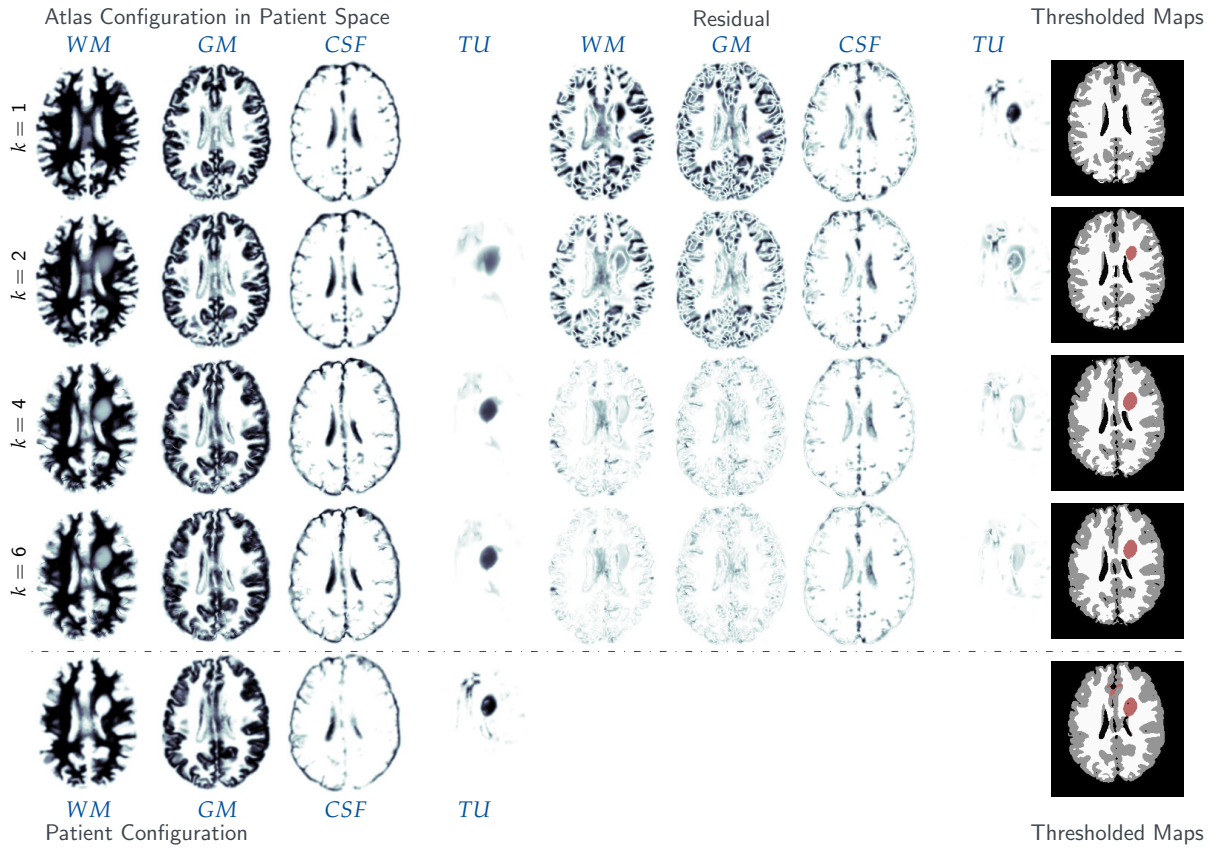 Atlas Configuration in Patient Space Residual Thresholded Maps
WM GM CSF TU WM GM CSF TU
k = 1
k = 2
k = 4
k = 6
WM GM CSF TU
Patient Configuration Thresholded Maps